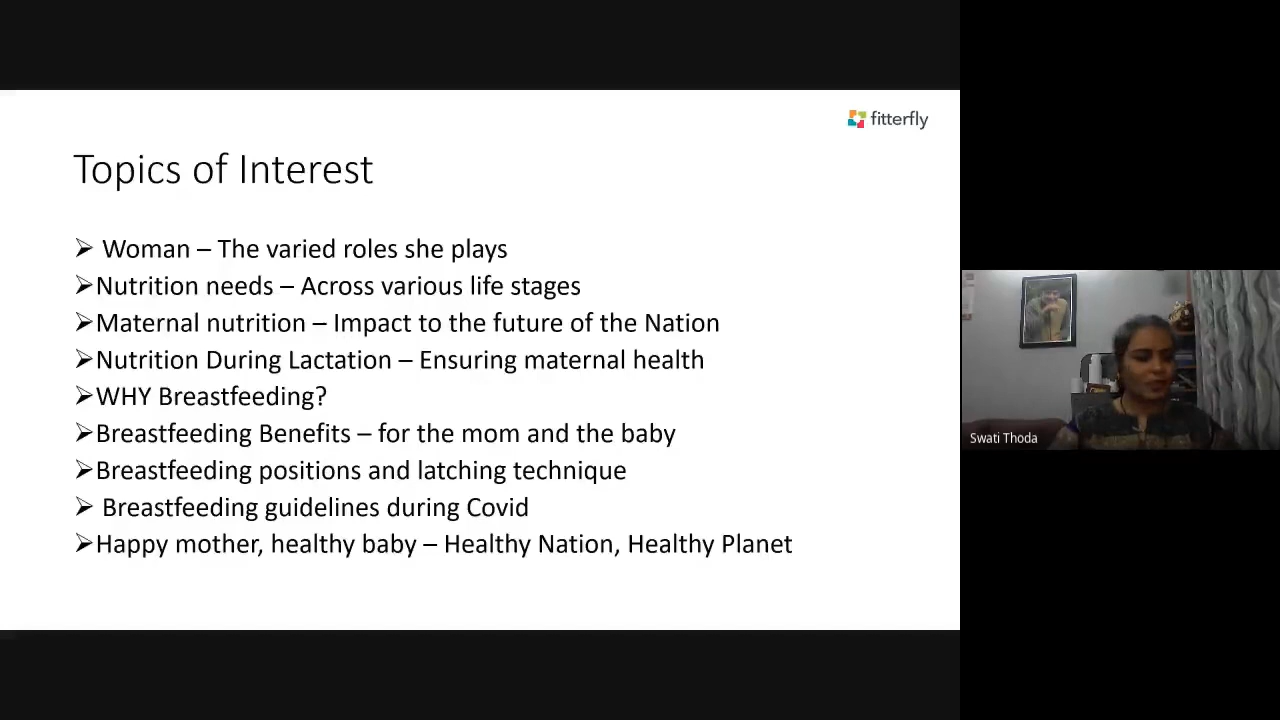 fitterfly
Topics of Interest
➢ Woman – The varied roles she plays
➢Nutrition needs – Across various life stages
➢Maternal nutrition – Impact to the future of the Nation
➢Nutrition During Lactation – Ensuring maternal health
➢WHY Breastfeeding?
➢Breastfeeding Benefits – for the mom and the baby
➢Breastfeeding positions and latching technique
➢ Breastfeeding guidelines during Covid
➢Happy mother, healthy baby – Healthy Nation, Healthy Planet
Swati Thoda